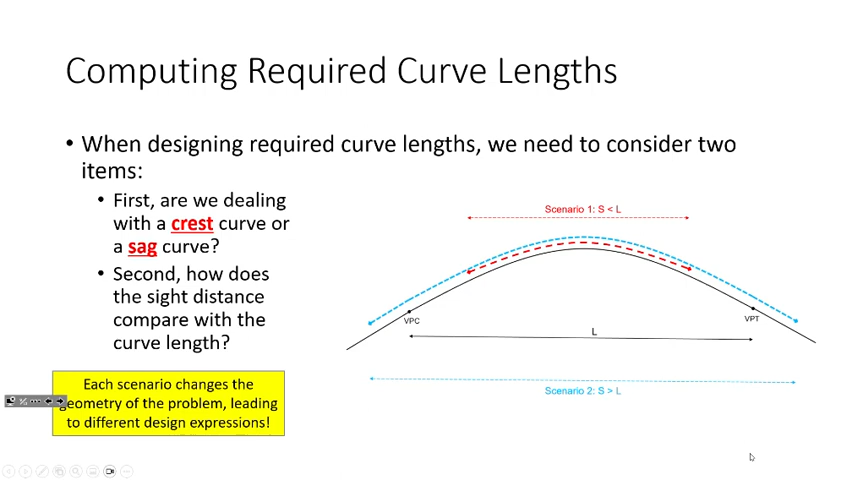 Computing Required Curve Lengths
• When designing required curve lengths, we need to consider two
items:
• First, are we dealing
with a crest curve or
a sag curve?
• Second, how does
the sight distance
compare with the
curve length?
Each scenario changes the
geometry of the problem, leading
to different design expressions!
Scenario 1: S < L
VPC
VPT
L
Scenario 2: S > L